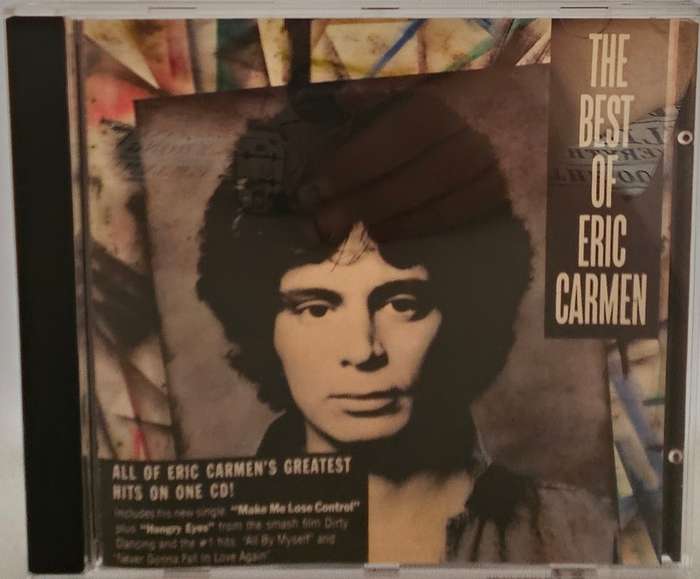 THE
BEST
OF
ERIC
CARMEN
ALL OF ERIC CARMEN'S GREATEST
HITS ON ONE CD!
Includes his new single "Make Me Lose Control"
plus "Hungry Eyes" from the smash film Dirty
Dancing and the #1 hits: "All By Myself" and
"Never Gonna Fall In Love Again".